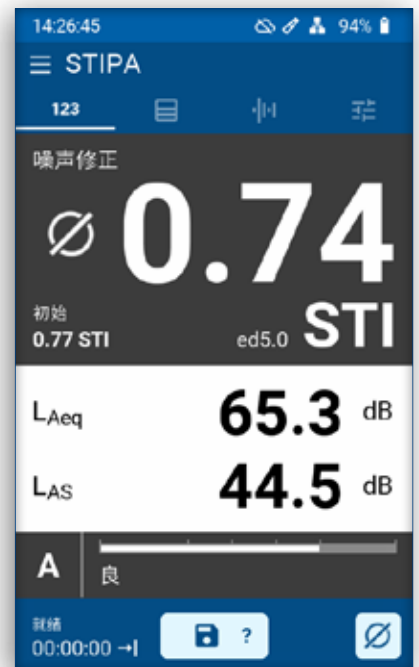 14:26:45 94%
STIPA
123
噪声修正
Ø 0.74
初始
0.77 STI ed5.0 STI
LAeq 65.3 dB
LAS 44.5 dB
A 良
就绪
00:00:00 ?